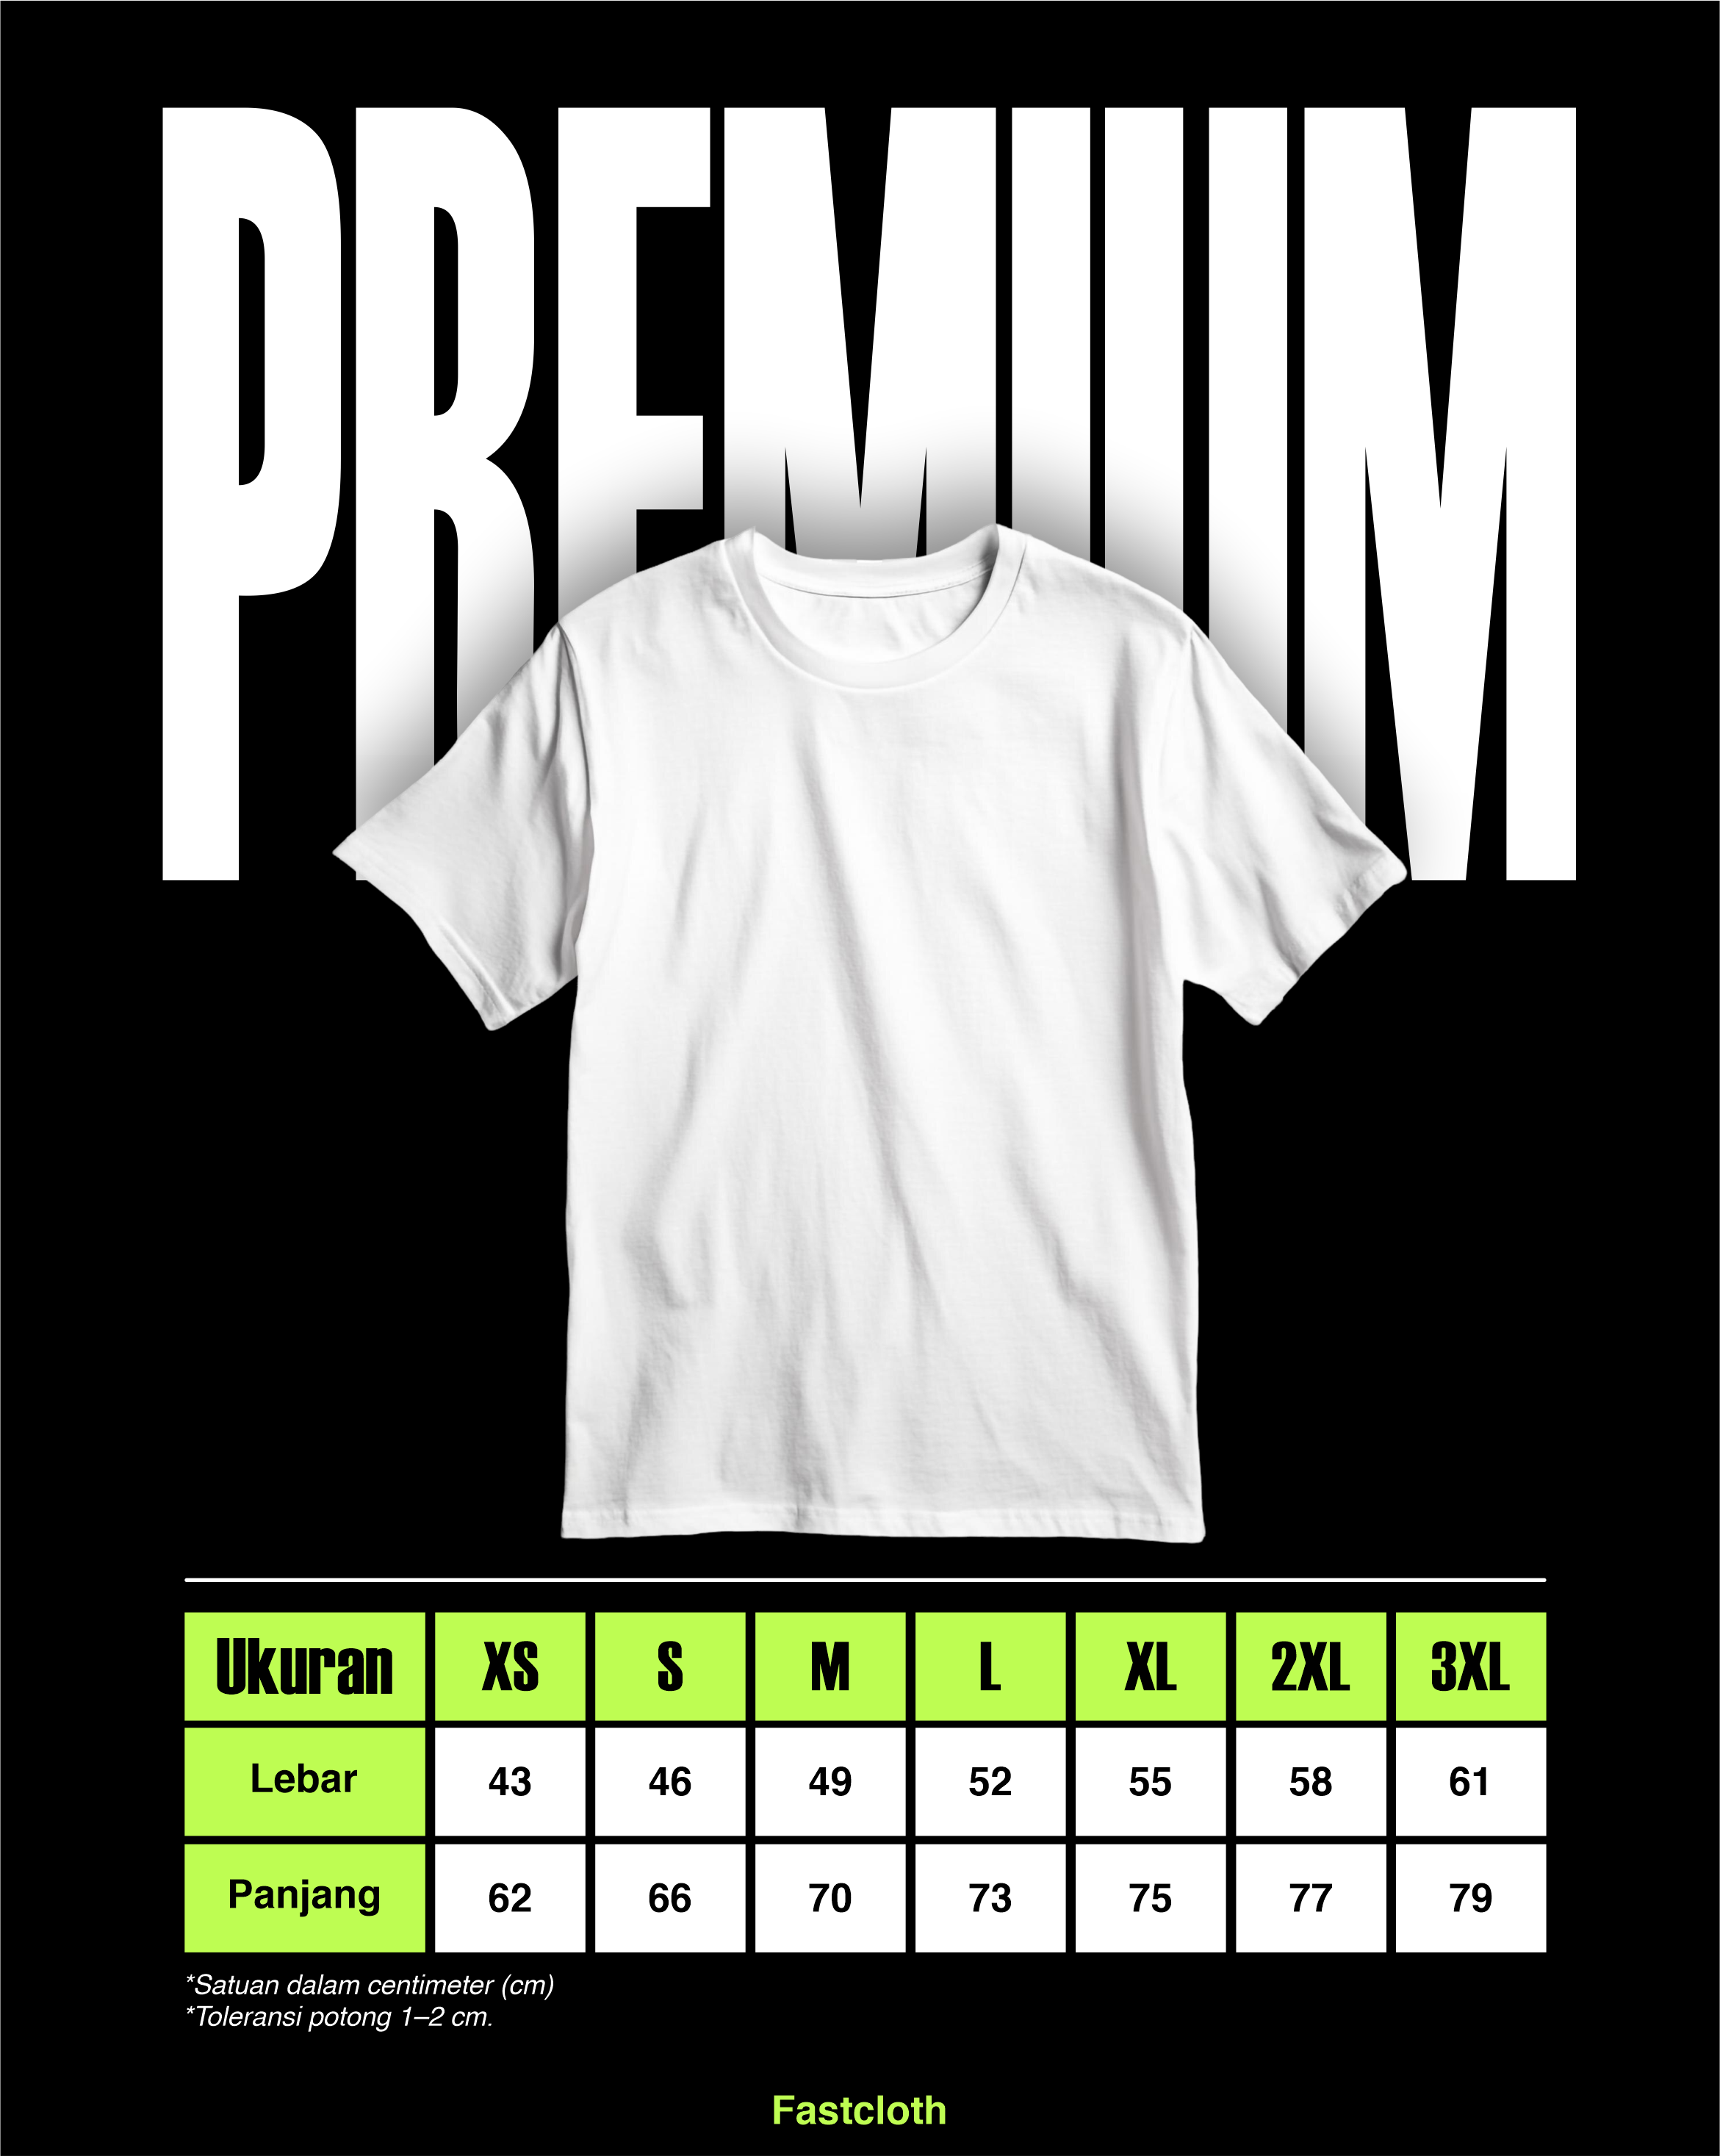 PREMIUM
Ukuran XS S M L XL 2XL 3XL
Lebar 43 46 49 52 55 58 61
Panjang 62 66 70 73 75 77 79
*Satuan dalam centimeter (cm)
*Toleransi potong 1–2 cm.
Fastcloth